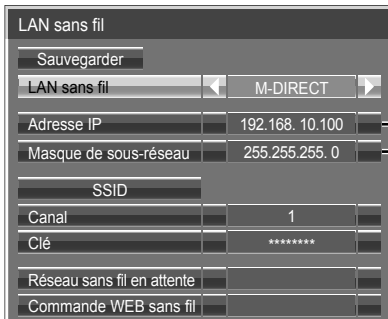 LAN sans fil
Sauvegarder
LAN sans fil M-DIRECT
Adresse IP 192.168. 10.100
Masque de sous-réseau 255.255.255. 0
SSID
Canal 1
Clé ********
Réseau sans fil en attente
Commande WEB sans fil